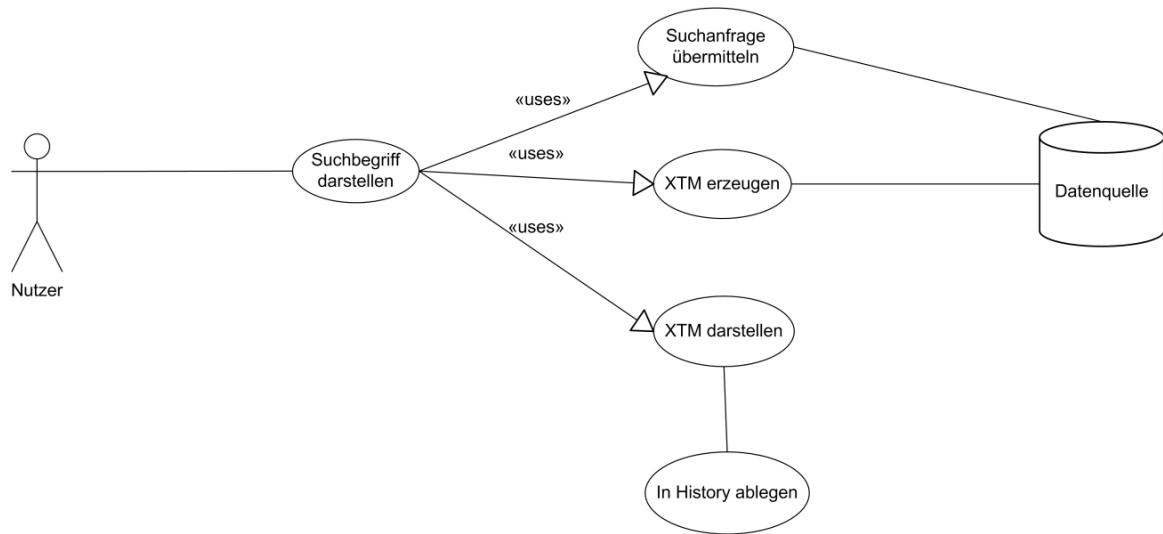 Suchanfrage
übermitteln
«uses»
«uses»
Suchbegriff
darstellen
XTM erzeugen
Datenquelle
«uses»
Nutzer
XTM darstellen
In History ablegen